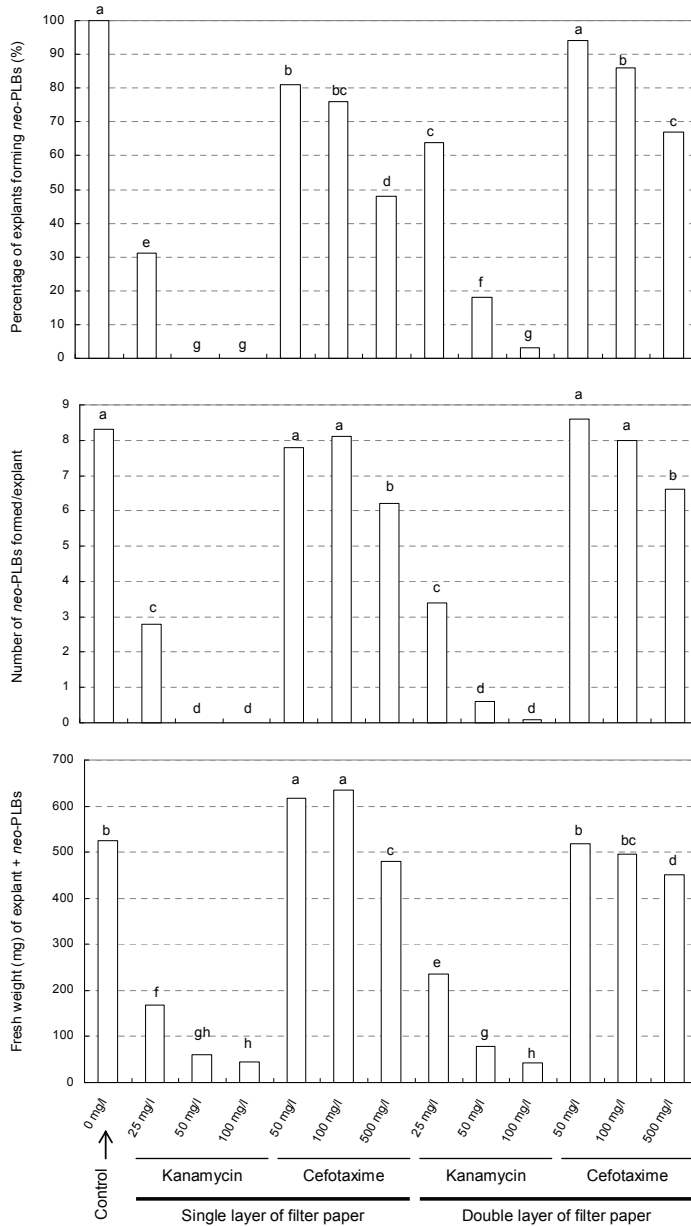 Percentage of explants forming neo-PLBs (%)
100
90
80
70
60
50
40
30
20
10
0
a
e
g
g
b
bc
d
c
f
g
a
b
c
Number of neo-PLBs formed/explant
9
8
7
6
5
4
3
2
1
0
a
c
d
d
a
a
b
c
d
d
a
a
b
Fresh weight (mg) of explant + neo-PLBs
700
600
500
400
300
200
100
0
b
f
gh
h
a
a
c
e
g
h
b
bc
d
0 mg/l
25 mg/l
50 mg/l
100 mg/l
50 mg/l
100 mg/l
500 mg/l
25 mg/l
50 mg/l
100 mg/l
50 mg/l
100 mg/l
500 mg/l
Control
Kanamycin
Cefotaxime
Kanamycin
Cefotaxime
Single layer of filter paper
Double layer of filter paper